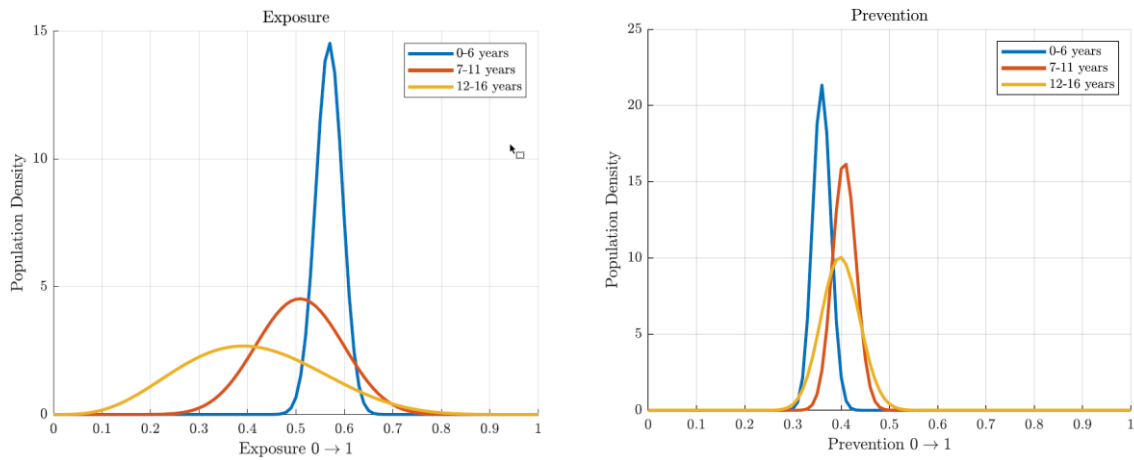 Exposure
15
10
5
0
Population Density
0-6 years
7-11 years
12-16 years
0 0.1 0.2 0.3 0.4 0.5 0.6 0.7 0.8 0.9 1
Exposure 0 → 1
Prevention
25
20
15
10
5
0
Population Density
0-6 years
7-11 years
12-16 years
0 0.1 0.2 0.3 0.4 0.5 0.6 0.7 0.8 0.9 1
Prevention 0 → 1